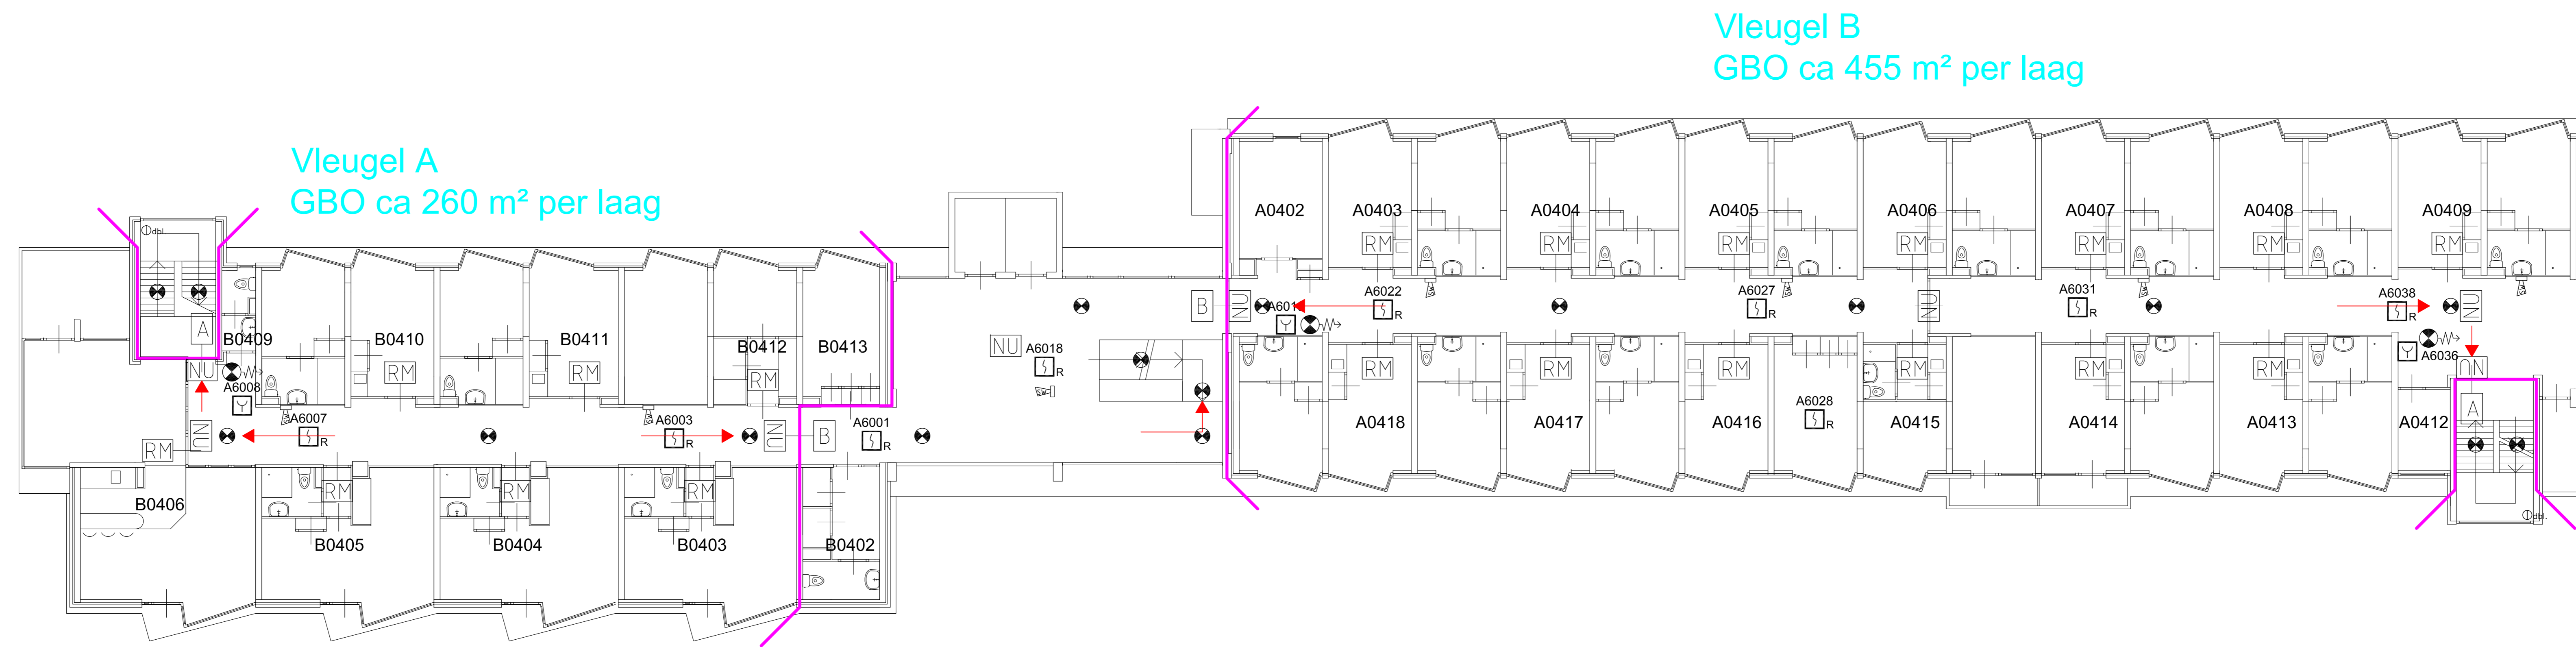 Vleugel B
GBO ca 455 m² per laag
Vleugel A
GBO ca 260 m² per laag
A0402 A0403 A0404 A0405 A0406 A0407 A0408 A0409
RM RM RM RM RM RM RM
dbl.
B NU A6022 R A6027 R NU A6031 R A6038 R NU
A601
A
B0409 B0410 B0411 B0412 B0413
NU A6018 R
NU RM RM RM
A6008
A6036
RM RM RM RM RM RM NU
A6007 R A6003 R NU B A6001 R
NU
RM
A0418 A0417 A0416 A6028 R A0415 A0414 A0413 A0412 A
RM RM RM
B0406
dbl.
B0405 B0404 B0403 B0402